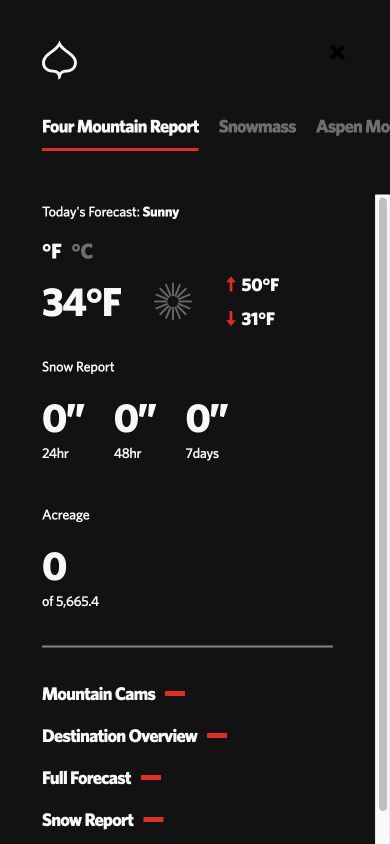 Four Mountain Report Snowmass Aspen Mo
Today's Forecast: Sunny
°F °C
34°F
50°F
31°F
Snow Report
0" 0" 0"
24hr 48hr 7days
Acreage
0
of 5,665.4
Mountain Cams
Destination Overview
Full Forecast
Snow Report